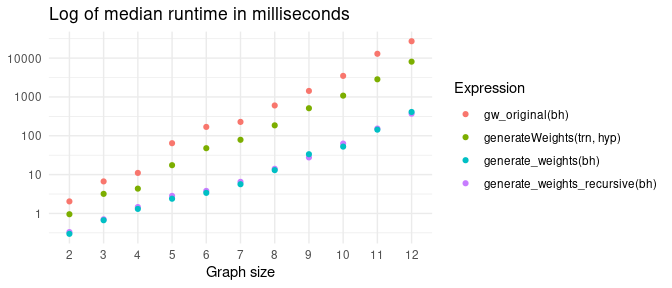 Log of median runtime in milliseconds
10000
1000
100
10
1
2 3 4 5 6 7 8 9 10 11 12
Graph size
Expression
gw_original(bh)
generateWeights(trn, hyp)
generate_weights(bh)
generate_weights_recursive(bh)